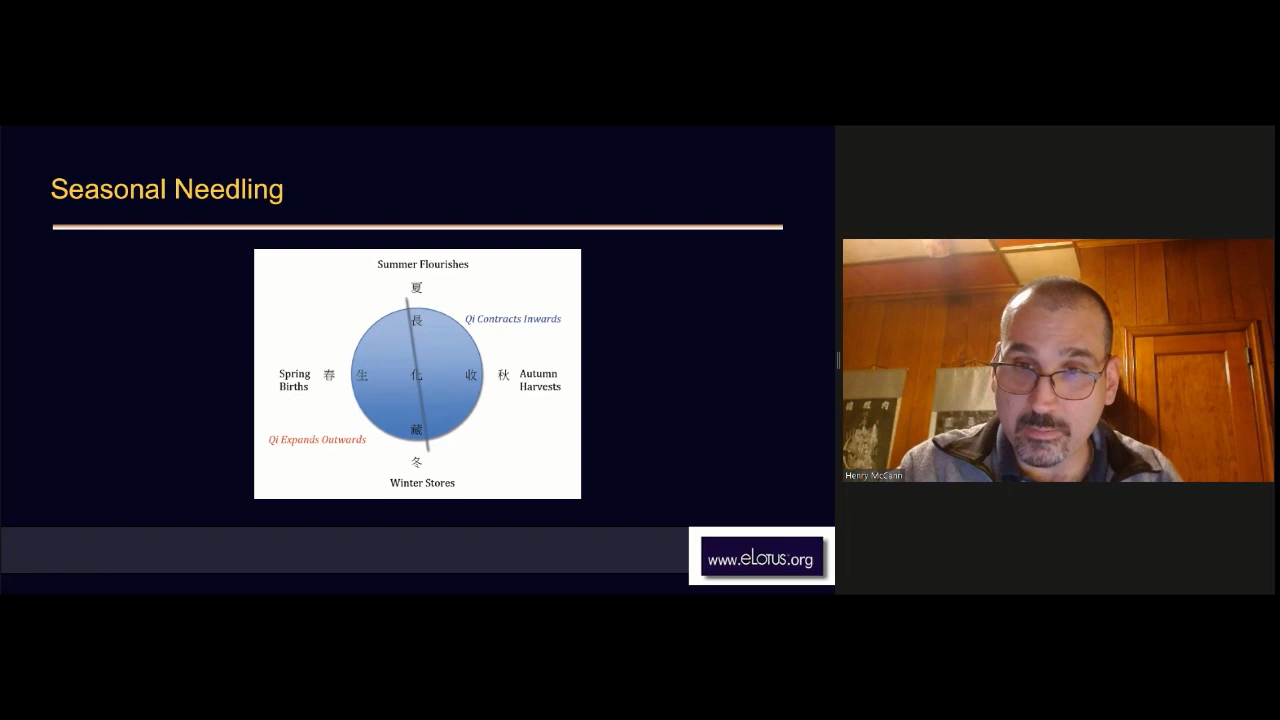 Seasonal Needling
Summer Flourishes
夏
長
Qi Contracts Inwards
Spring
Births
春
生
化
收
秋
Autumn
Harvests
藏
Qi Expands Outwards
冬
Winter Stores
www.eLOTUS.org
Henry McCann